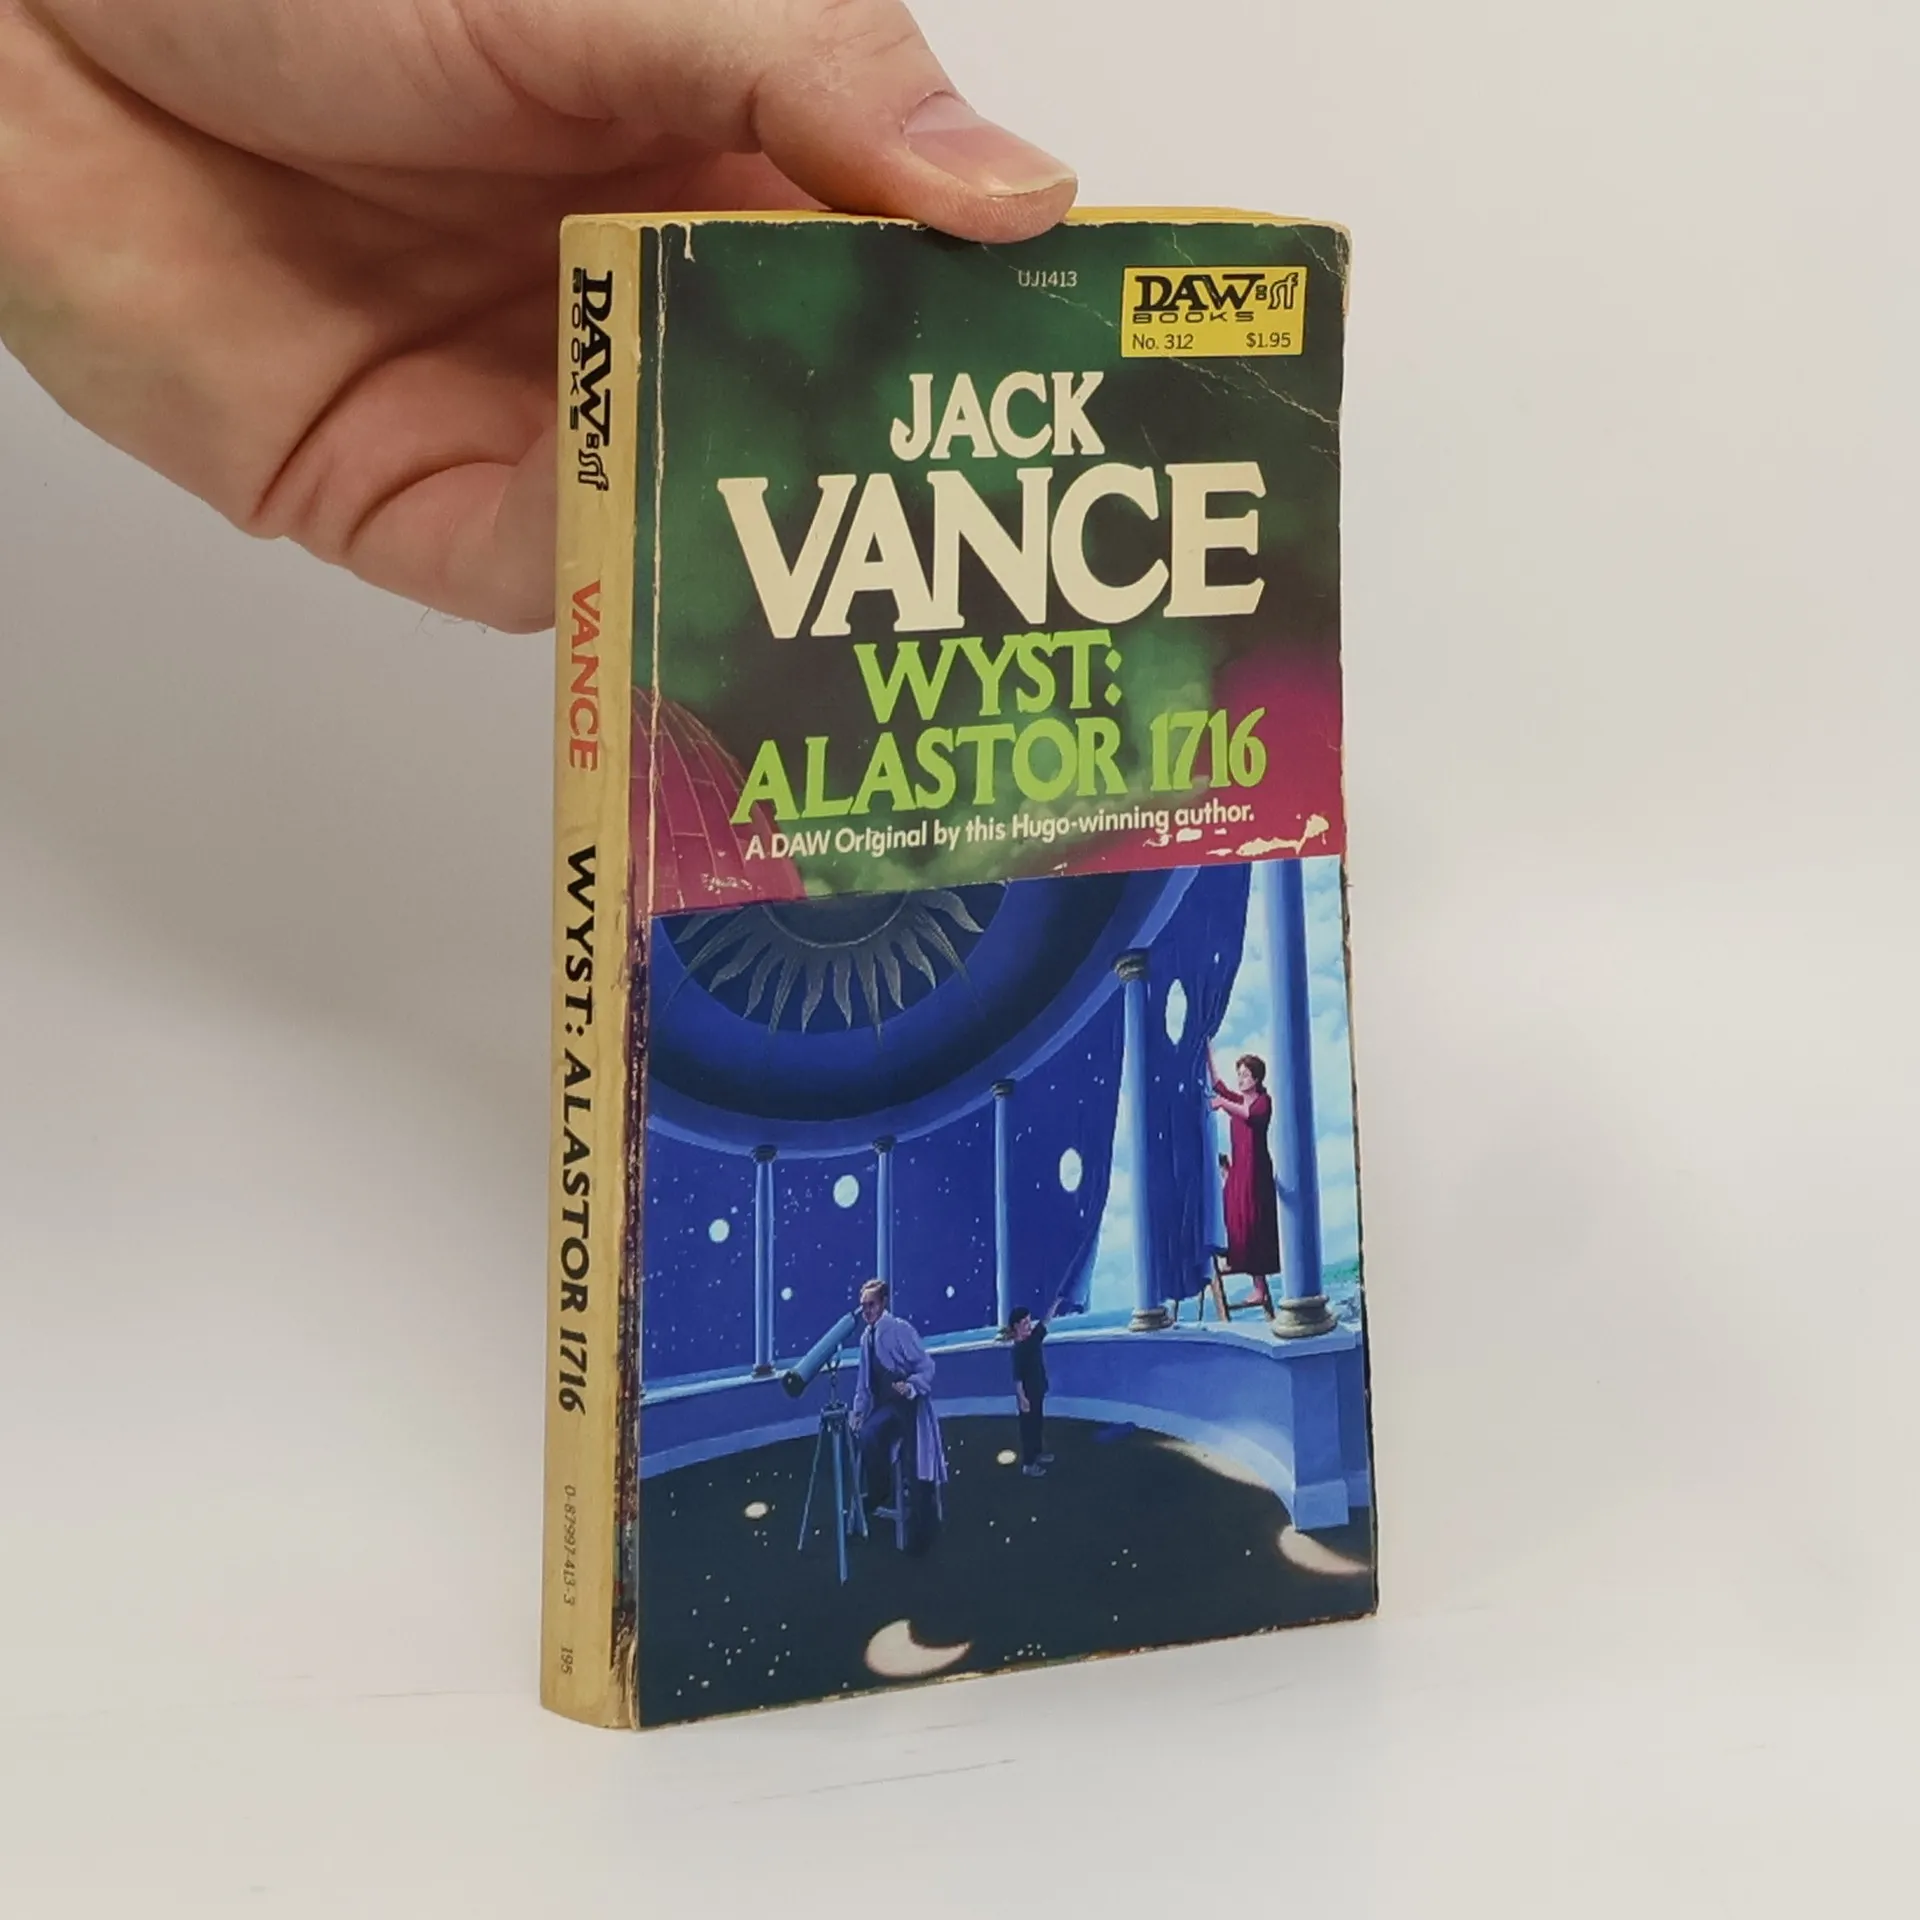 DAW
BOOKS
sf
VANCE
WYST: ALASTOR 1716
0-87997-413-3
195
UJ1413
DAW sf
BOOKS
No. 312 $1.95
JACK
VANCE
WYST:
ALASTOR 1716
A DAW Original by this Hugo-winning author.